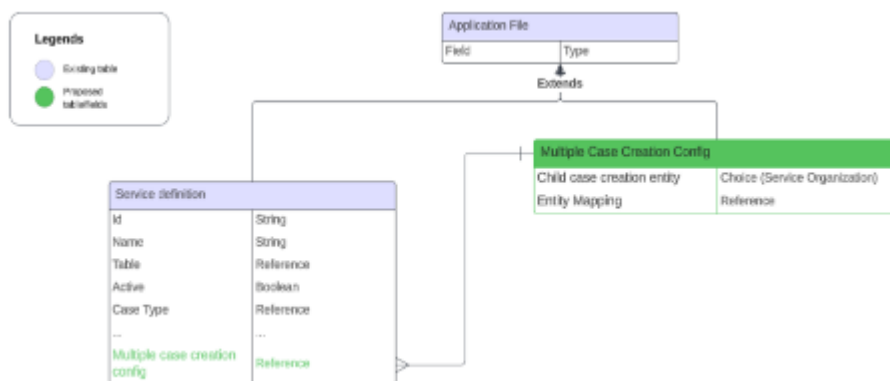 Legends
Existing table
Proposed
table/fields
Application File
Field Type
Extends
Multiple Case Creation Config
Child case creation entity Choice (Service Organization)
Entity Mapping Reference
Service definition
Id String
Name String
Table Reference
Active Boolean
Case Type Reference
... ...
Multiple case creation
config Reference